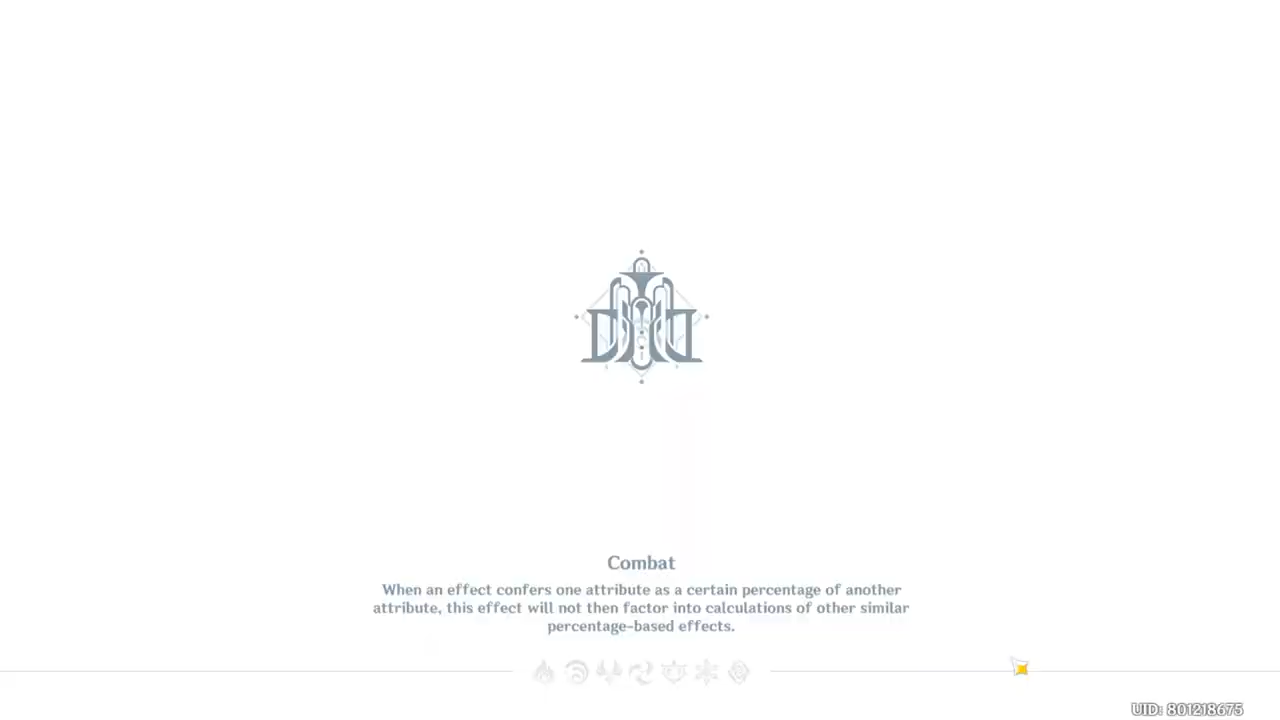 Combat
When an effect confers one attribute as a certain percentage of another
attribute, this effect will not then factor into calculations of other similar
percentage-based effects.
UID: 801218675